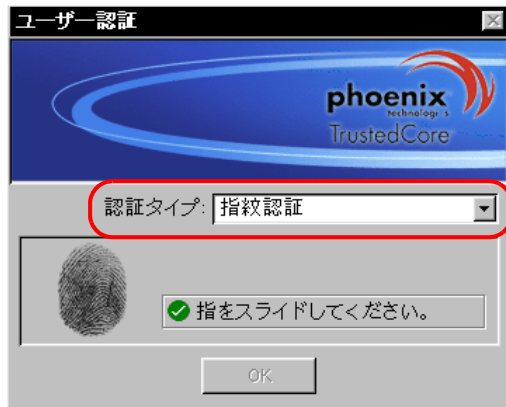 ユーザー認証
phoenix
technologies
TrustedCore
認証タイプ: 指紋認証
指をスライドしてください。
OK